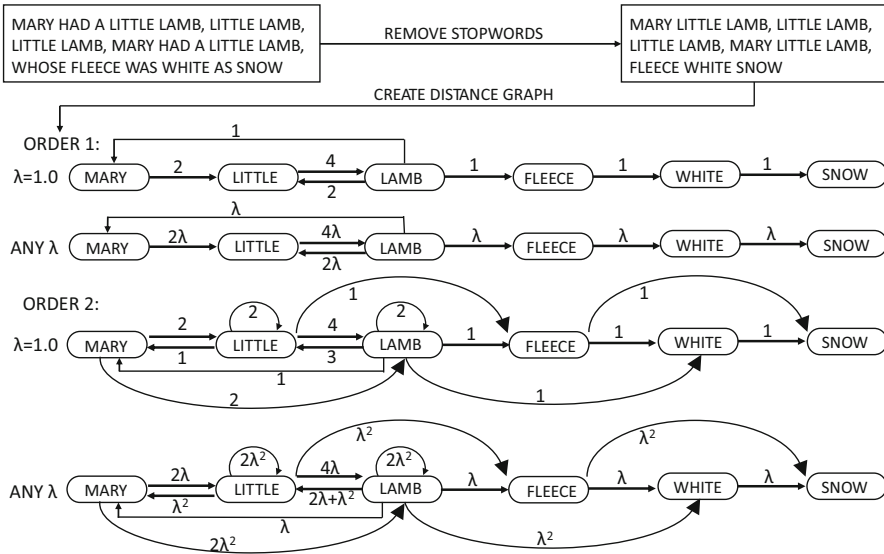 MARY HAD A LITTLE LAMB, LITTLE LAMB,
LITTLE LAMB, MARY HAD A LITTLE LAMB,
WHOSE FLEECE WAS WHITE AS SNOW
REMOVE STOPWORDS
MARY LITTLE LAMB, LITTLE LAMB,
LITTLE LAMB, MARY LITTLE LAMB,
FLEECE WHITE SNOW
CREATE DISTANCE GRAPH
ORDER 1:
1
λ=1.0
MARY
2
LITTLE
4
2
LAMB
1
FLEECE
1
WHITE
1
SNOW
λ
ANY λ
MARY
2λ
LITTLE
4λ
2λ
LAMB
λ
FLEECE
λ
WHITE
λ
SNOW
ORDER 2:
λ=1.0
MARY
2
1
2
LITTLE
4
3
1
2
LAMB
1
FLEECE
1
1
WHITE
1
SNOW
1
2
1
ANY λ
MARY
2λ
λ²
2λ²
LITTLE
4λ
2λ+λ²
λ²
2λ²
LAMB
λ
FLEECE
λ
λ²
WHITE
λ
SNOW
λ
2λ²
λ²